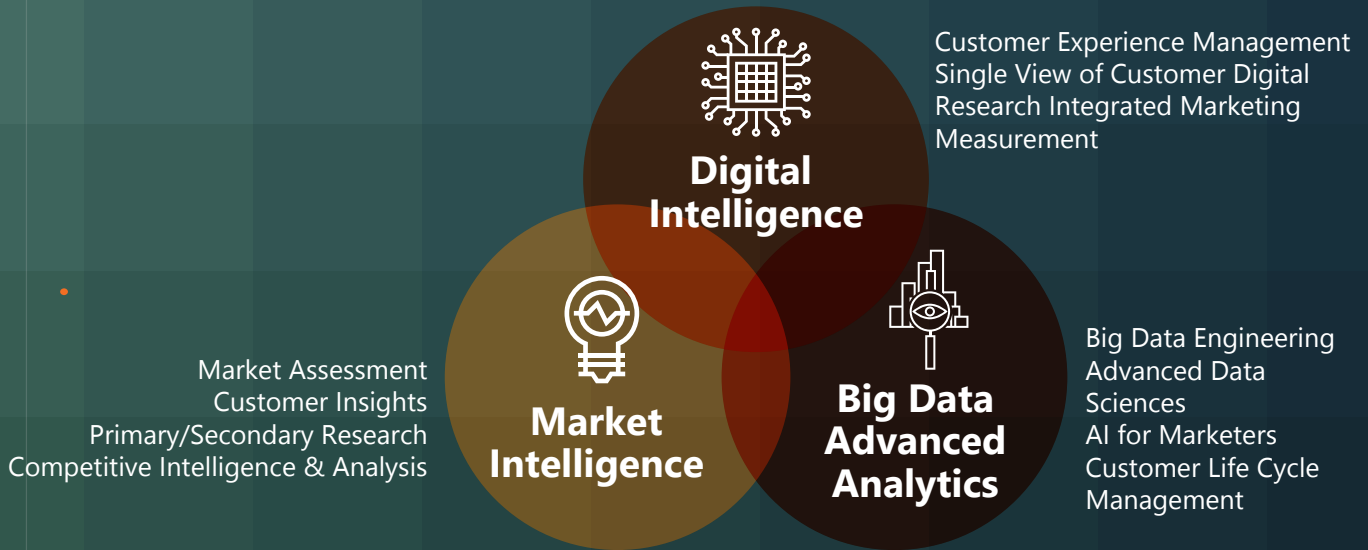 Customer Experience Management
Single View of Customer Digital
Research Integrated Marketing
Measurement
Digital
Intelligence
Market Assessment
Customer Insights
Primary/Secondary Research
Competitive Intelligence & Analysis
Market
Intelligence
Big Data
Advanced
Analytics
Big Data Engineering
Advanced Data
Sciences
AI for Marketers
Customer Life Cycle
Management